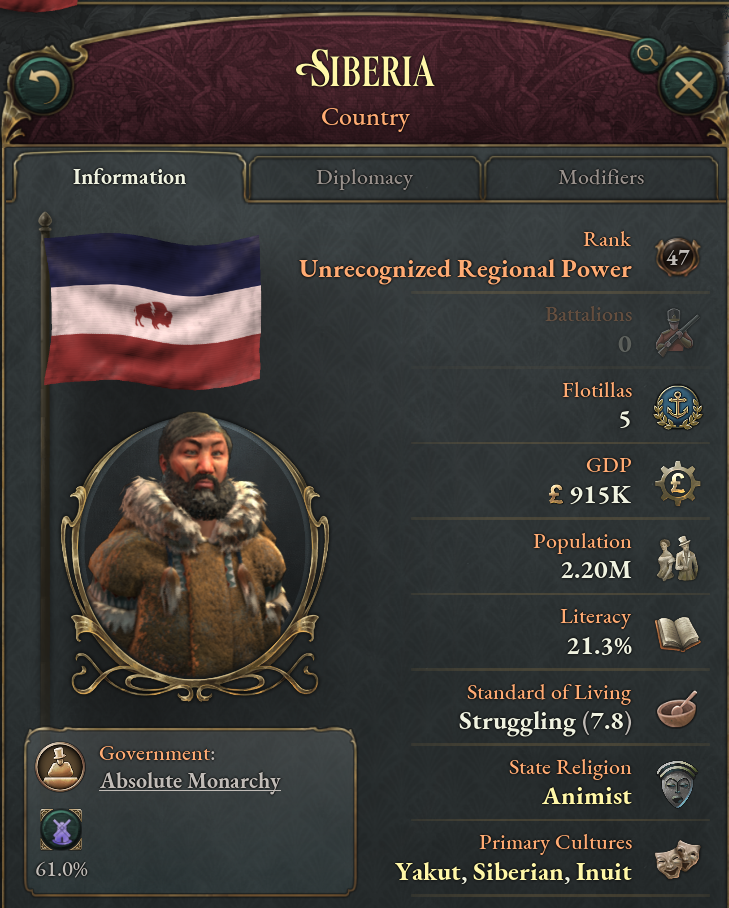 SIBERIA
Country
Information
Diplomacy
Modifiers
Rank
Unrecognized Regional Power
47
Battalions
0
Flotillas
5
GDP
£ 915K
£
Population
2.20M
Literacy
21.3%
Standard of Living
Struggling (7.8)
Government:
Absolute Monarchy
61.0%
State Religion
Animist
Primary Cultures
Yakut, Siberian, Inuit